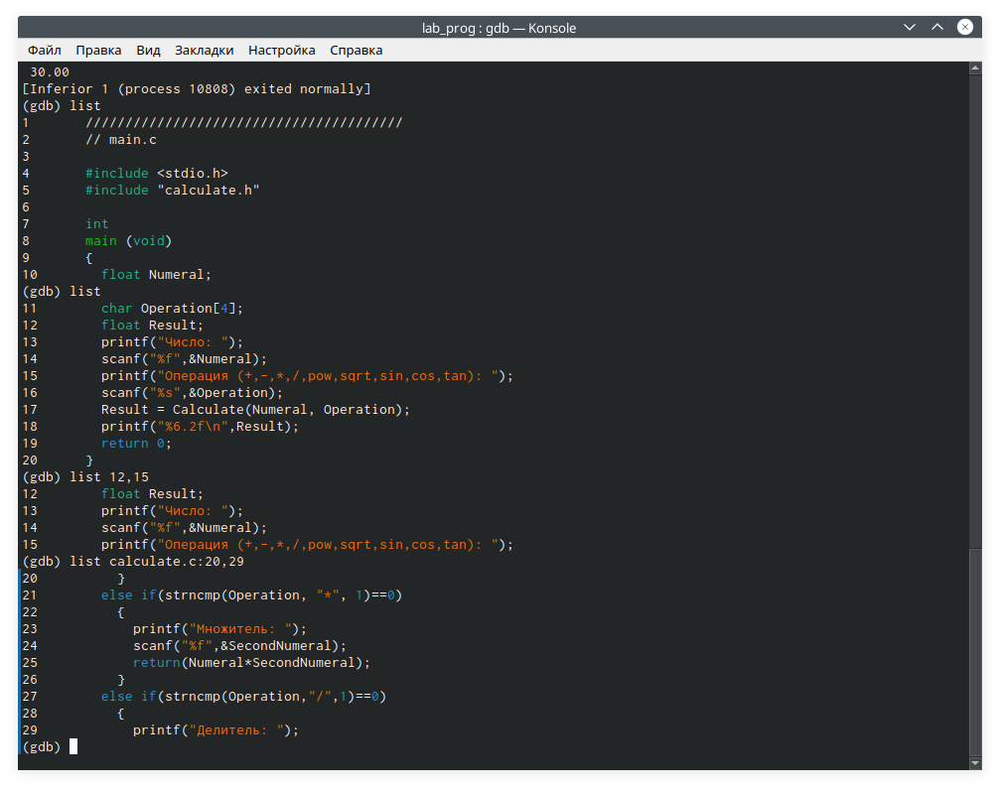 lab_prog : gdb — Konsole
Файл Правка Вид Закладки Настройка Справка
 30.00
[Inferior 1 (process 10808) exited normally]
(gdb) list
1       ////////////////////////////////////////
2       // main.c
3
4       #include <stdio.h>
5       #include "calculate.h"
6
7       int
8       main (void)
9       {
10        float Numeral;
(gdb) list
11        char Operation[4];
12        float Result;
13        printf("Число: ");
14        scanf("%f",&Numeral);
15        printf("Операция (+,-,*,/,pow,sqrt,sin,cos,tan): ");
16        scanf("%s",&Operation);
17        Result = Calculate(Numeral, Operation);
18        printf("%6.2f\n",Result);
19        return 0;
20      }
(gdb) list 12,15
12        float Result;
13        printf("Число: ");
14        scanf("%f",&Numeral);
15        printf("Операция (+,-,*,/,pow,sqrt,sin,cos,tan): ");
(gdb) list calculate.c:20,29
20          }
21        else if(strncmp(Operation, "*", 1)==0)
22          {
23            printf("Множитель: ");
24            scanf("%f",&SecondNumeral);
25            return(Numeral*SecondNumeral);
26          }
27        else if(strncmp(Operation,"/",1)==0)
28          {
29            printf("Делитель: ");
(gdb)